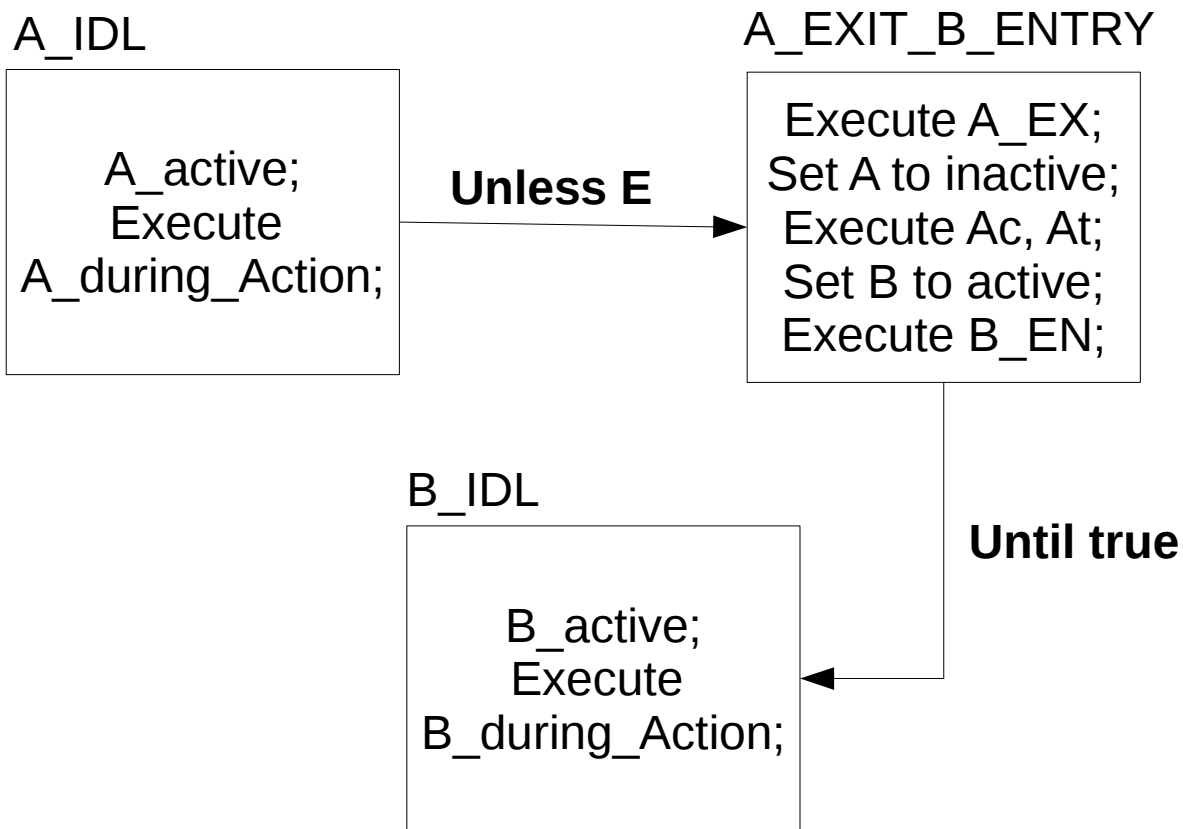 A_IDL
A_active;
Execute
A_during_Action;
Unless E
A_EXIT_B_ENTRY
Execute A_EX;
Set A to inactive;
Execute Ac, At;
Set B to active;
Execute B_EN;
Until true
B_IDL
B_active;
Execute
B_during_Action;